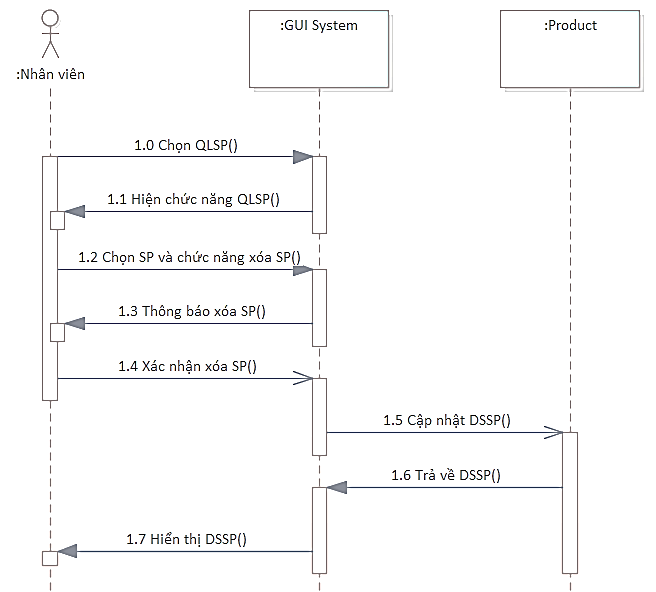 :GUI System
:Product
:Nhân viên
1.0 Chọn QLSP()
1.1 Hiện chức năng QLSP()
1.2 Chọn SP và chức năng xóa SP()
1.3 Thông báo xóa SP()
1.4 Xác nhận xóa SP()
1.5 Cập nhật DSSP()
1.6 Trả về DSSP()
1.7 Hiển thị DSSP()